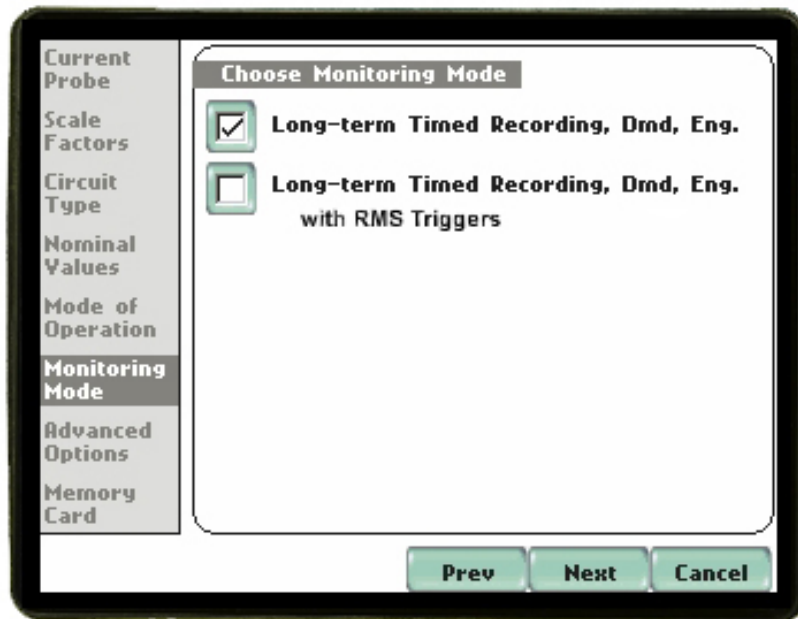 Current
Probe
Scale
Factors
Circuit
Type
Nominal
Values
Mode of
Operation
Monitoring
Mode
Advanced
Options
Memory
Card
Choose Monitoring Mode
Long-term Timed Recording, Dmd, Eng.
Long-term Timed Recording, Dmd, Eng.
with RMS Triggers
Prev
Next
Cancel